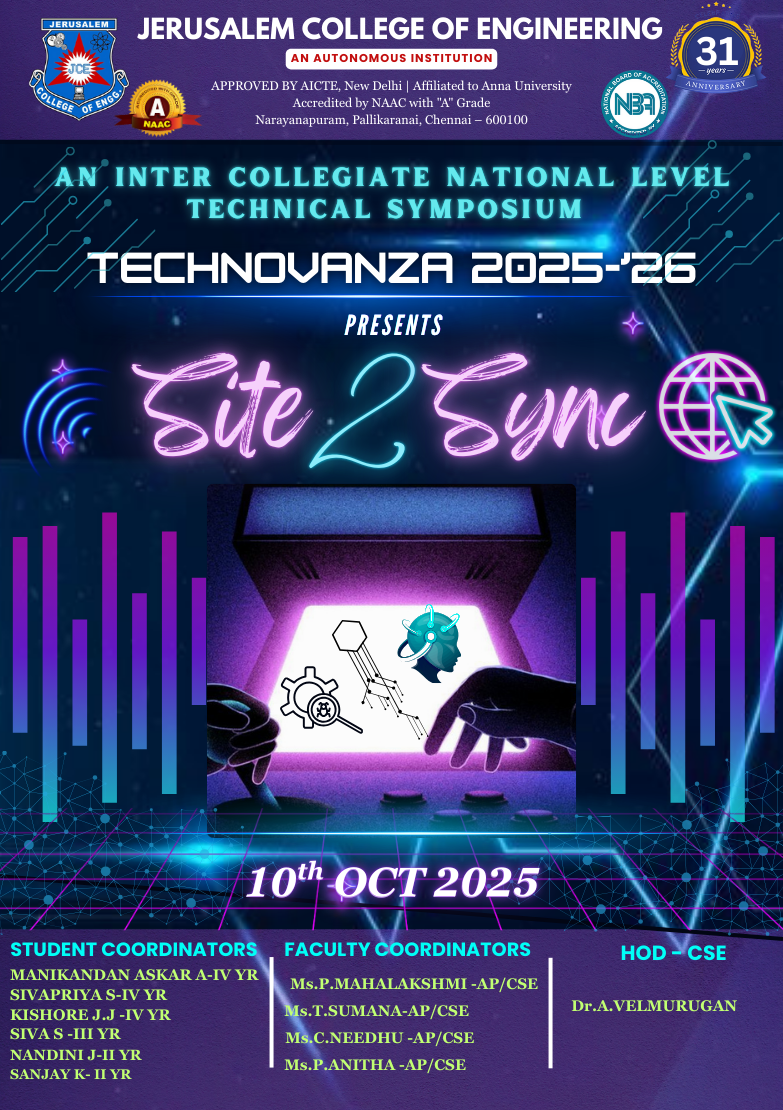 JERUSALEM
JCE
COLLEGE OF ENGG.
JERUSALEM COLLEGE OF ENGINEERING
AN AUTONOMOUS INSTITUTION
APPROVED BY AICTE, New Delhi | Affiliated to Anna University
Accredited by NAAC with "A" Grade
Narayanapuram, Pallikaranai, Chennai – 600100
A
NAAC
NATIONAL BOARD OF ACCREDITATION
NBA
31
years
ANNIVERSARY
AN INTER COLLEGIATE NATIONAL LEVEL
TECHNICAL SYMPOSIUM
TECHNOVANZA 2025-'26
PRESENTS
Site 2 Sync
10th OCT 2025
STUDENT COORDINATORS
MANIKANDAN ASKAR A-IV YR
SIVAPRIYA S-IV YR
KISHORE J.J -IV YR
SIVA S -III YR
NANDINI J-II YR
SANJAY K- II YR
FACULTY COORDINATORS
Ms.P.MAHALAKSHMI -AP/CSE
Ms.T.SUMANA-AP/CSE
Ms.C.NEEDHU -AP/CSE
Ms.P.ANITHA -AP/CSE
HOD - CSE
Dr.A.VELMURUGAN